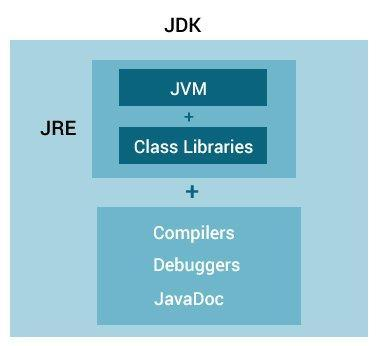 JDK
JVM
+
JRE
Class Libraries
+
Compilers
Debuggers
JavaDoc